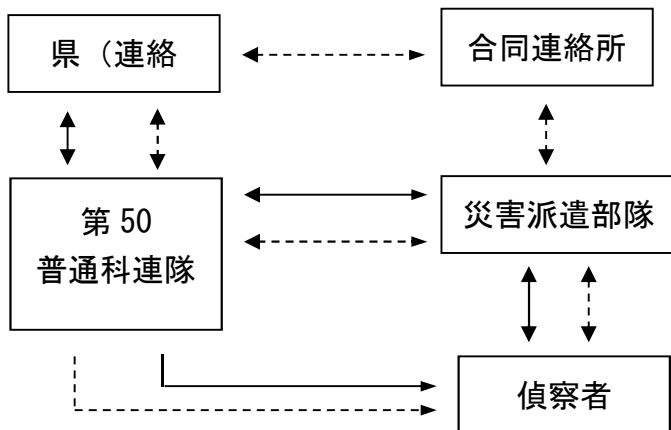 県（連絡
合同連絡所
第 50
普通科連隊
災害派遣部隊
偵察者